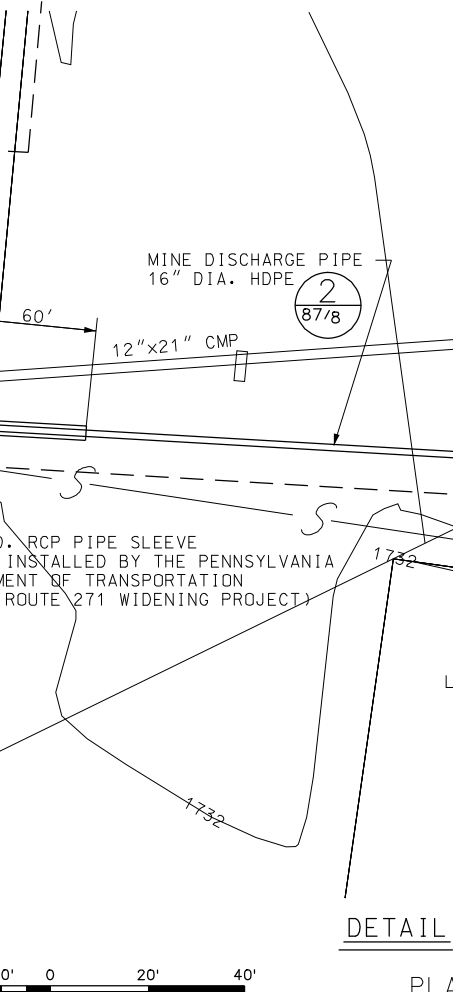 MINE DISCHARGE PIPE
16" DIA. HDPE
2
87/8
60'
12"x21" CMP
S
S
. RCP PIPE SLEEVE
INSTALLED BY THE PENNSYLVANIA
MENT OF TRANSPORTATION
ROUTE 271 WIDENING PROJECT)
1732
L
1732
DETAIL
0' 0 20' 40'
PLA